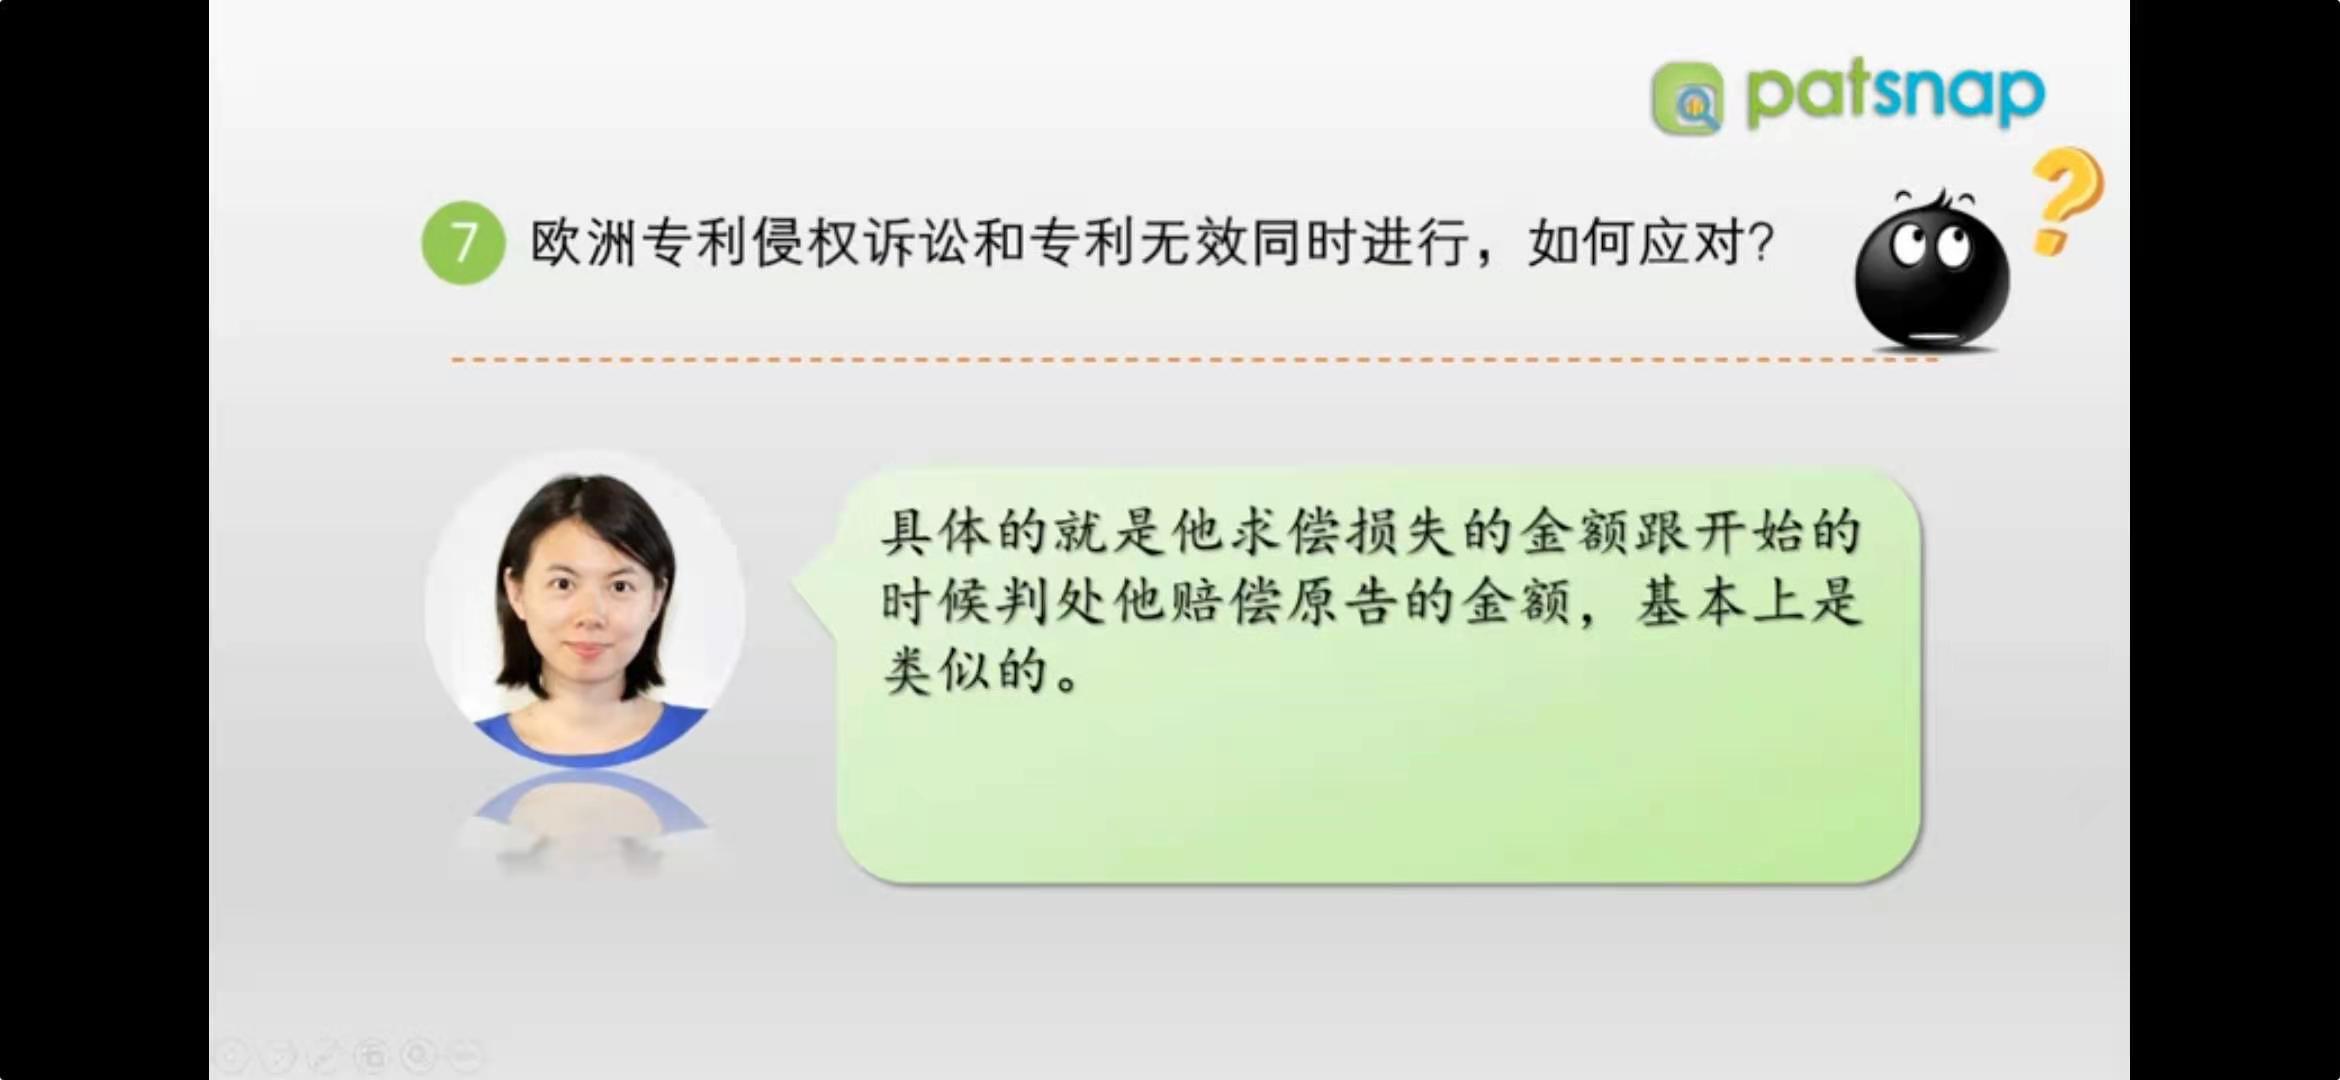 patsnap
7 欧洲专利侵权诉讼和专利无效同时进行，如何应对?
具体的就是他求偿损失的金额跟开始的
时候判处他赔偿原告的金额，基本上是
类似的。